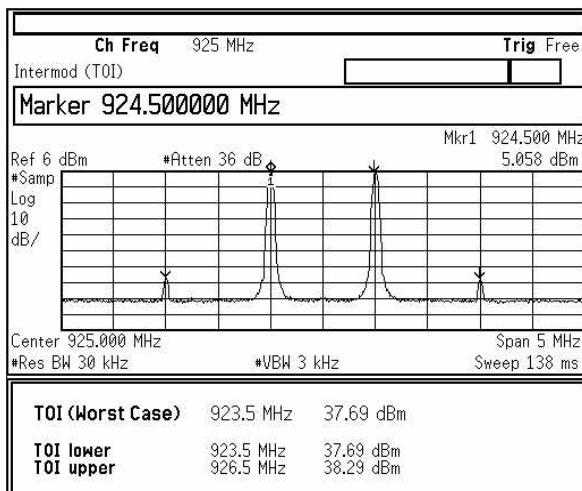 Ch Freq 925 MHz Trig Free
Intermod (TOI)
Marker 924.500000 MHz
Mkr1 924.500 MHz
Ref 6 dBm #Atten 36 dB 5.058 dBm
#Samp
Log
10
dB/
1
Center 925.000 MHz Span 5 MHz
#Res BW 30 kHz #VBW 3 kHz Sweep 138 ms
TOI (Worst Case) 923.5 MHz 37.69 dBm
TOI lower 923.5 MHz 37.69 dBm
TOI upper 926.5 MHz 38.29 dBm